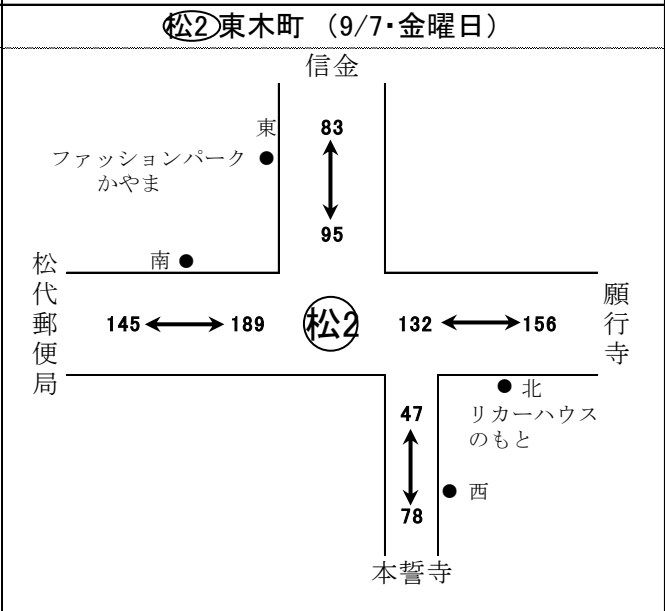 松2東木町 （9/7・金曜日）
信金
東
83
ファッションパーク
かやま
95
南
松代郵便局
145
189
松2
132
156
願行寺
北
47
リカーハウス
のもと
西
78
本誓寺